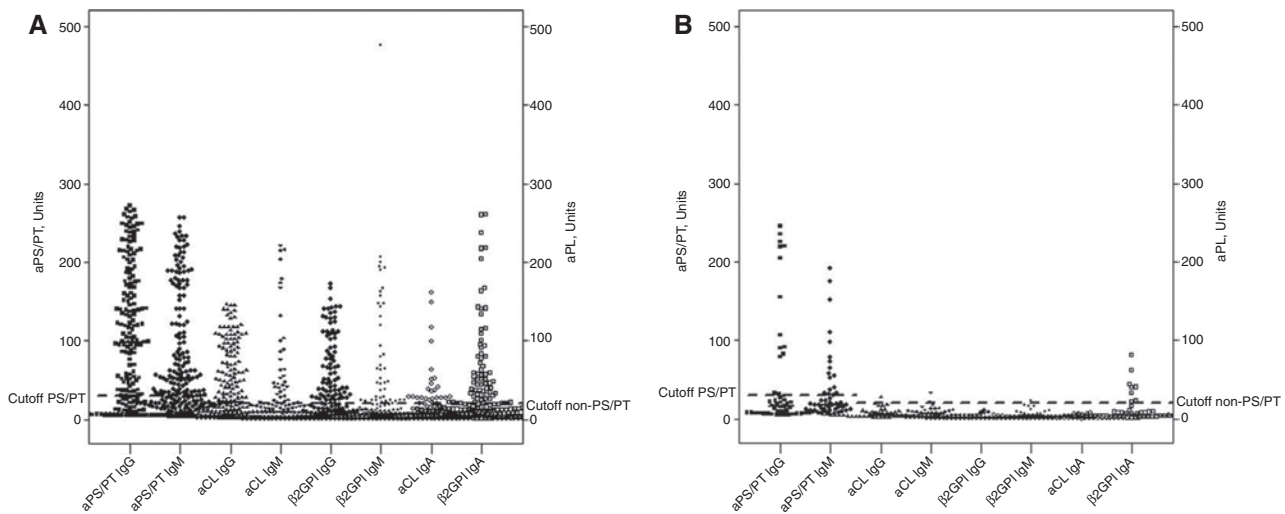 A
500
400
300
200
100
0
aPS/PT, Units
Cutoff PS/PT
500
400
300
200
100
0
aPL, Units
Cutoff non-PS/PT
aPS/PT IgG
aPS/PT IgM
aCL IgG
aCL IgM
β2GPI IgG
β2GPI IgM
aCL IgA
β2GPI IgA
B
500
400
300
200
100
0
aPS/PT, Units
Cutoff PS/PT
500
400
300
200
100
0
aPL, Units
Cutoff non-PS/PT
aPS/PT IgG
aPS/PT IgM
aCL IgG
aCL IgM
β2GPI IgG
β2GPI IgM
aCL IgA
β2GPI IgA